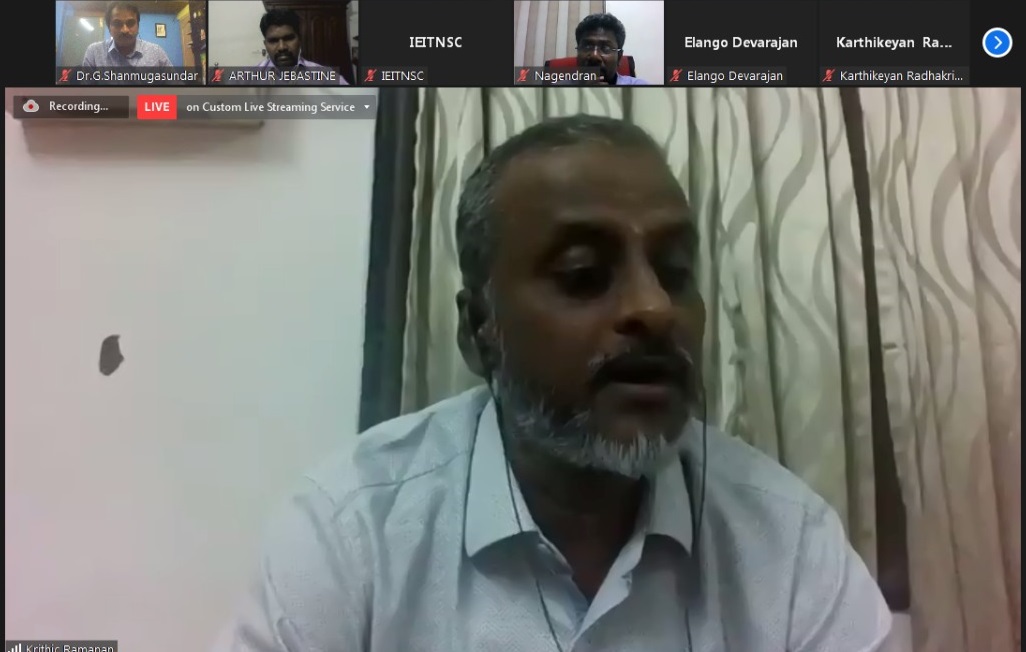 IEITNSC
Elango Devarajan
Karthikeyan Ra...
Dr.G.Shanmugasundar
ARTHUR JEBASTINE
IEITNSC
Nagendran
Elango Devarajan
Karthikeyan Radhakri...
Recording...
LIVE on Custom Live Streaming Service
Krithic Ramanan